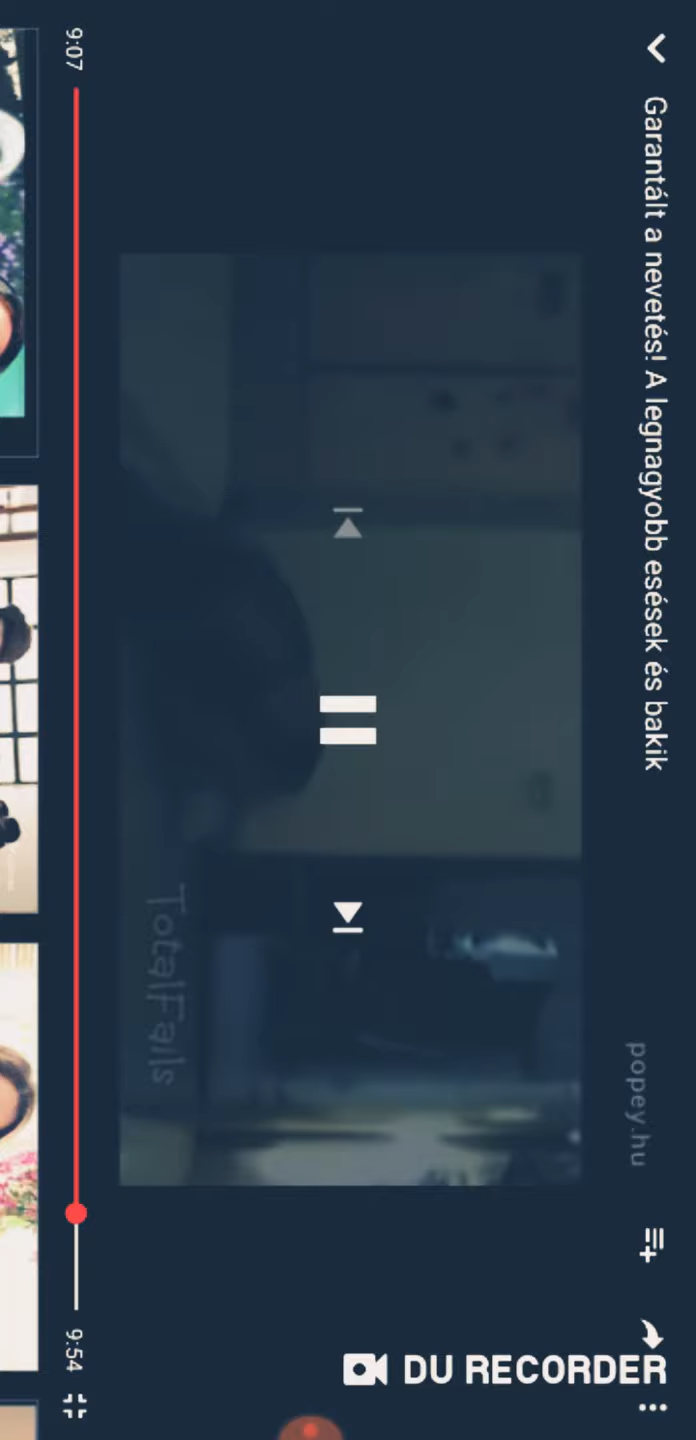 Garantált a nevetés! A legnagyobb esések és bakik
popey.hu
TotalFails
9:07
9:54
DU RECORDER